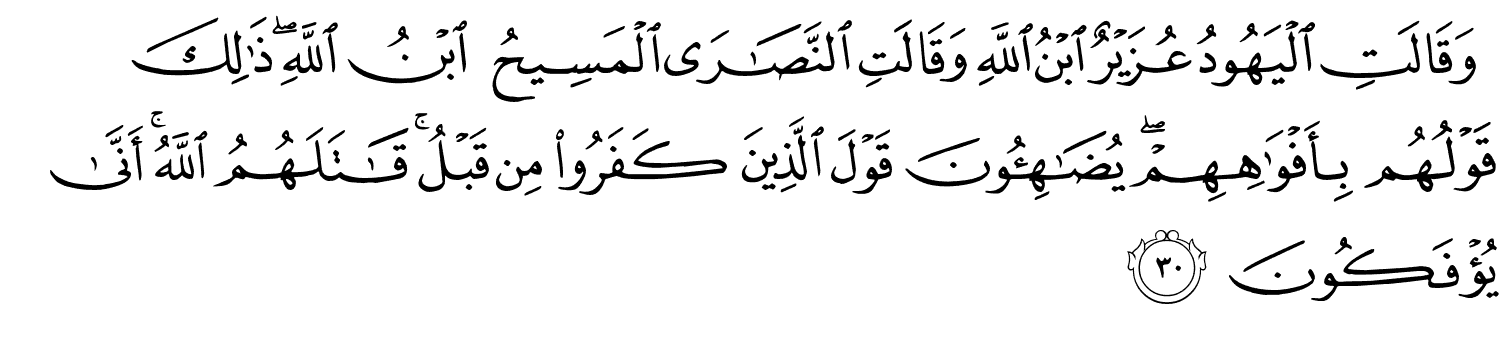 وَقَالَتِ ٱلۡيَهُودُ عُزَيۡرٌ ٱبۡنُ ٱللَّهِ وَقَالَتِ ٱلنَّصَٰرَى ٱلۡمَسِيحُ ٱبۡنُ ٱللَّهِۖ ذَٰلِكَ
قَوۡلُهُم بِأَفۡوَٰهِهِمۡۖ يُضَٰهِـُٔونَ قَوۡلَ ٱلَّذِينَ كَفَرُواْ مِن قَبۡلُۚ قَٰتَلَهُمُ ٱللَّهُۚ أَنَّىٰ
يُؤۡفَكُونَ ٣٠